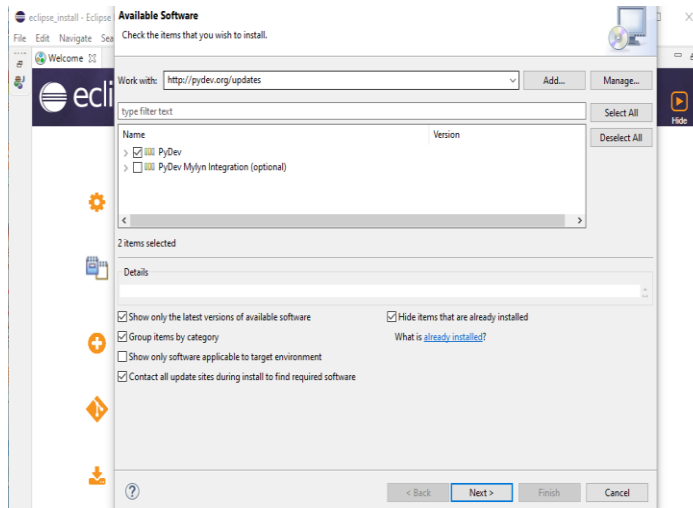 eclipse_install - Eclipse
File Edit Navigate Sea
Welcome
ecli
Hide
Available Software
Check the items that you wish to install.
Work with: http://pydev.org/updates Add... Manage...
type filter text Select All
Name Version Deselect All
PyDev
PyDev Mylyn Integration (optional)
2 items selected
Details
Show only the latest versions of available software Hide items that are already installed
Group items by category What is already installed?
Show only software applicable to target environment
Contact all update sites during install to find required software
? < Back Next > Finish Cancel